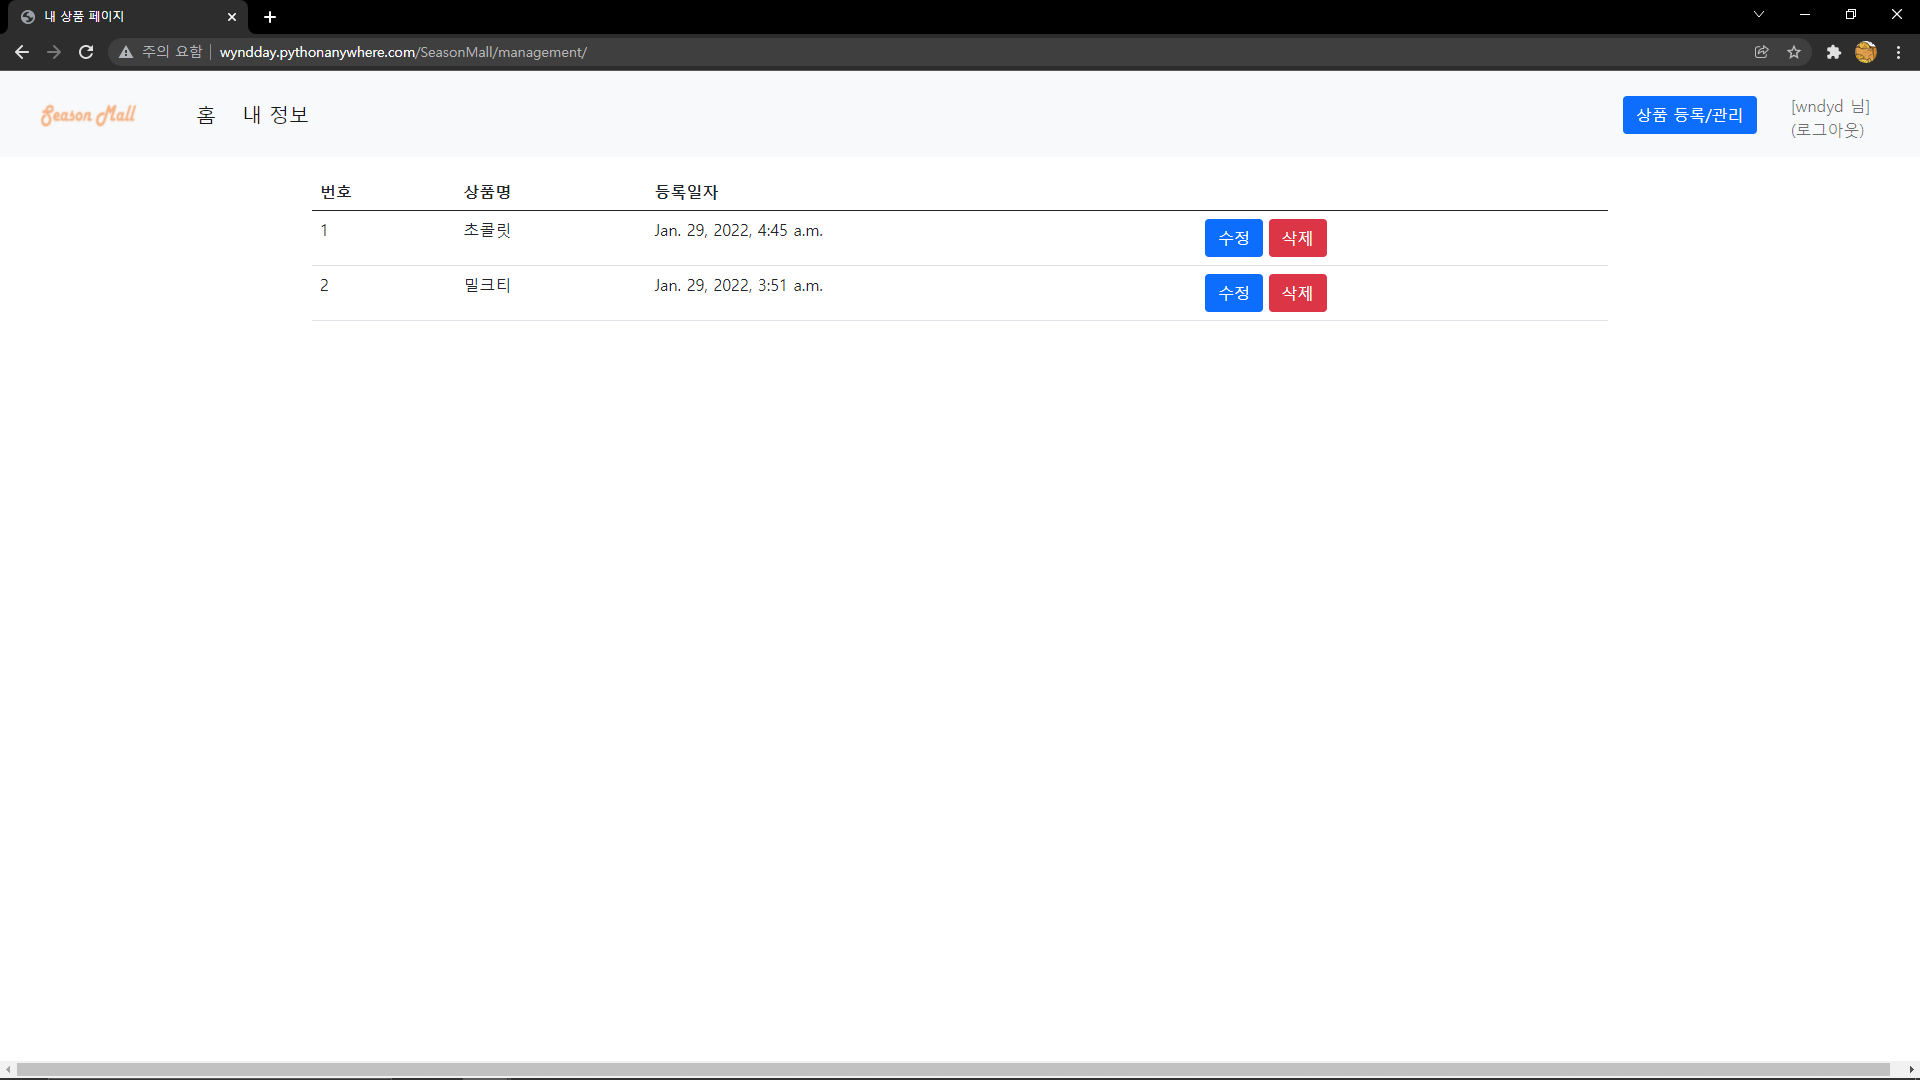 내 상품 페이지
주의 요함 wyndday.pythonanywhere.com/SeasonMall/management/
Season Mall 홈 내 정보 상품 등록/관리 [wndyd 님]
(로그아웃)
번호 상품명 등록일자
1 초콜릿 Jan. 29, 2022, 4:45 a.m. 수정 삭제
2 밀크티 Jan. 29, 2022, 3:51 a.m. 수정 삭제